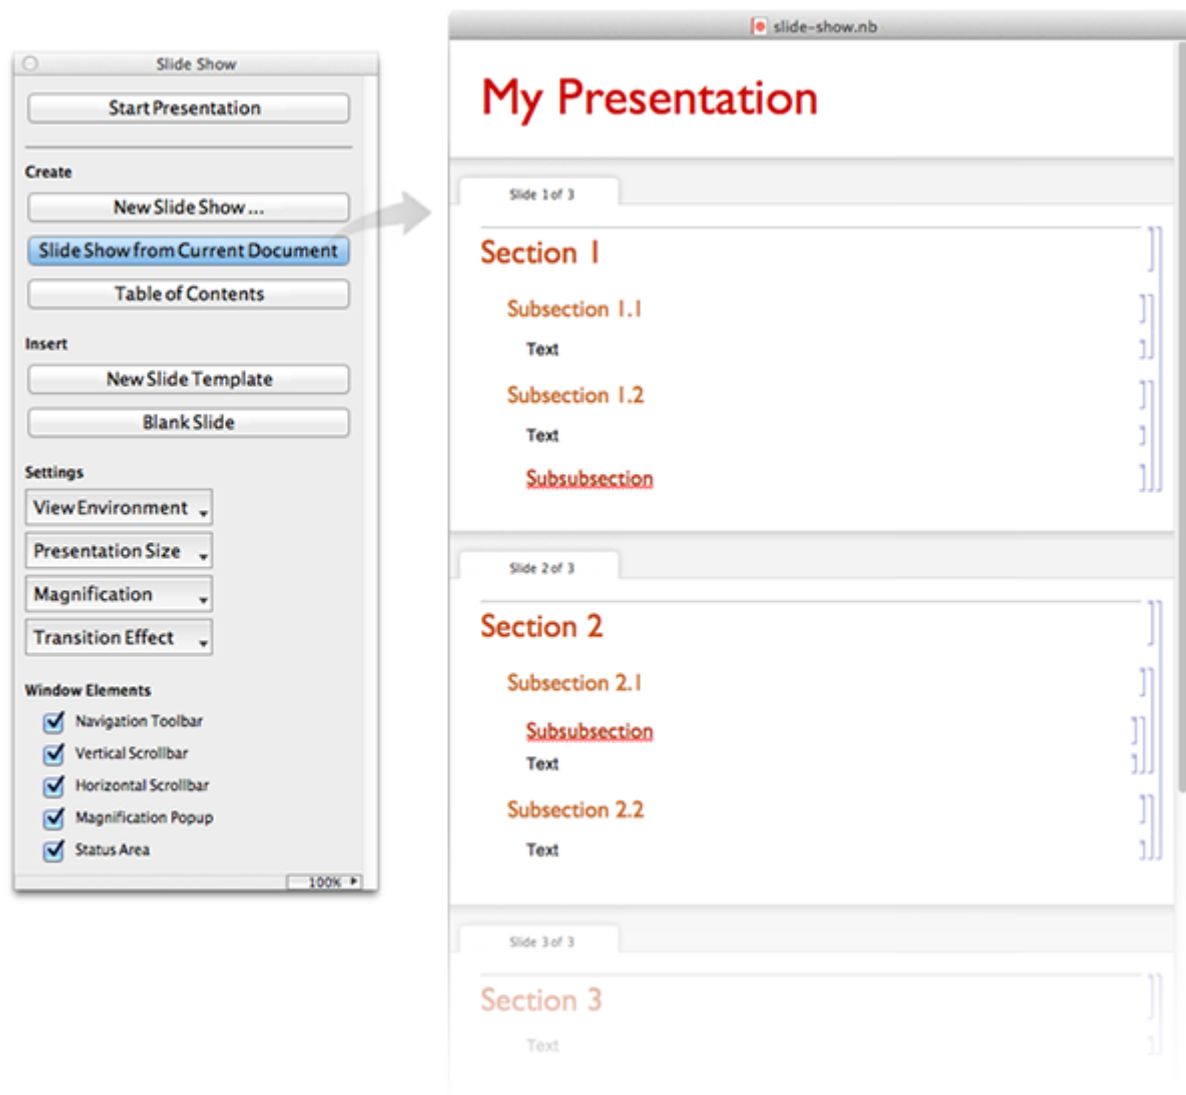 Slide Show
Start Presentation
Create
New Slide Show ...
Slide Show from Current Document
Table of Contents
Insert
New Slide Template
Blank Slide
Settings
View Environment
Presentation Size
Magnification
Transition Effect
Window Elements
Navigation Toolbar
Vertical Scrollbar
Horizontal Scrollbar
Magnification Popup
Status Area
100%
slide-show.nb
My Presentation
Slide 1 of 3
Section 1
Subsection 1.1
Text
Subsection 1.2
Text
Subsubsection
Slide 2 of 3
Section 2
Subsection 2.1
Subsubsection
Text
Subsection 2.2
Text
Slide 3 of 3
Section 3
Text